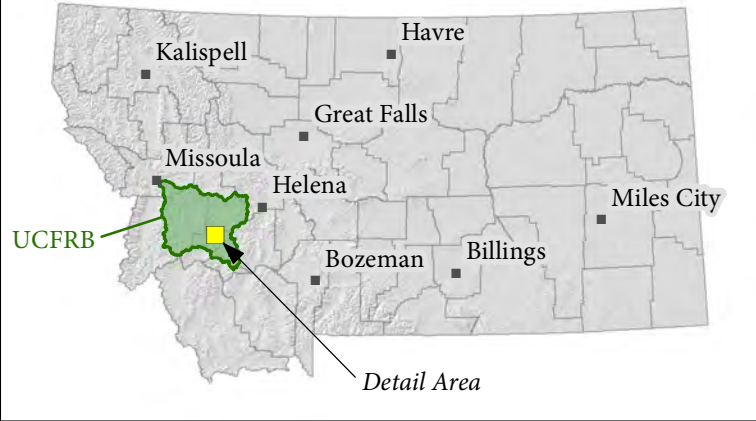 Havre
Kalispell
Great Falls
Missoula
Helena
Miles City
UCFRB
Bozeman
Billings
Detail Area